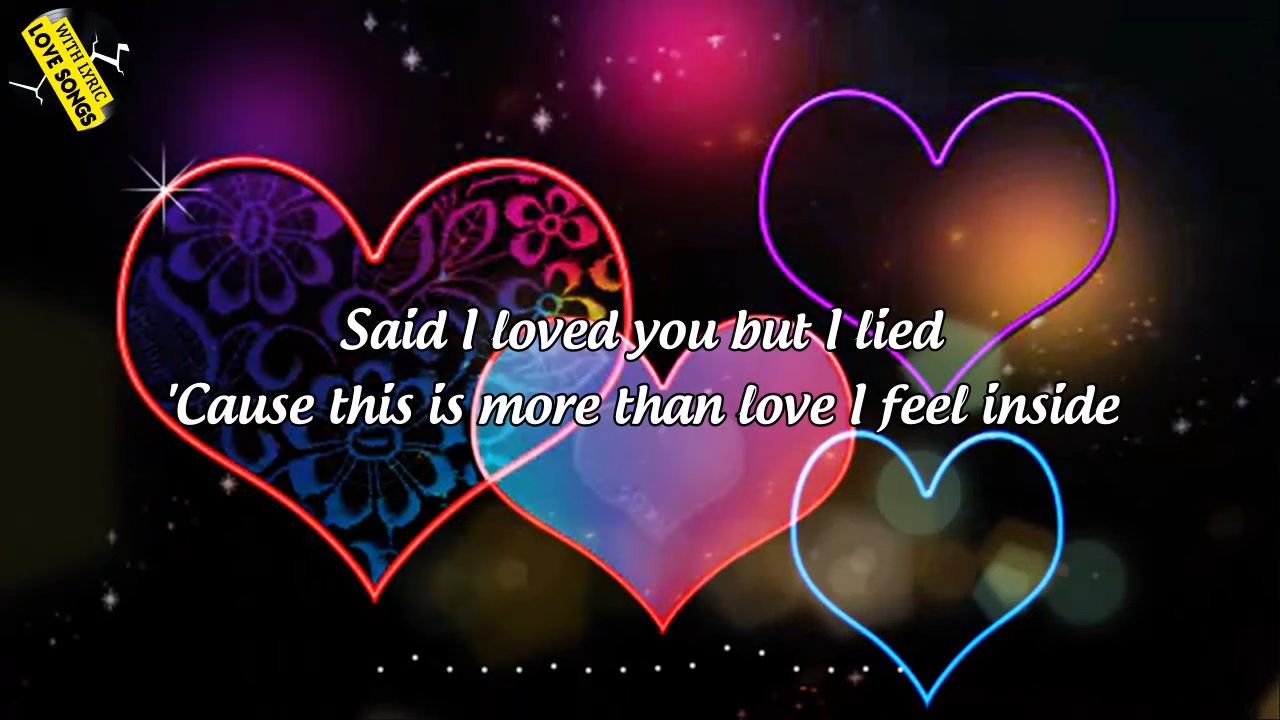 WITH LYRIC
LOVE SONGS
Said I loved you but I lied
'Cause this is more than love I feel inside